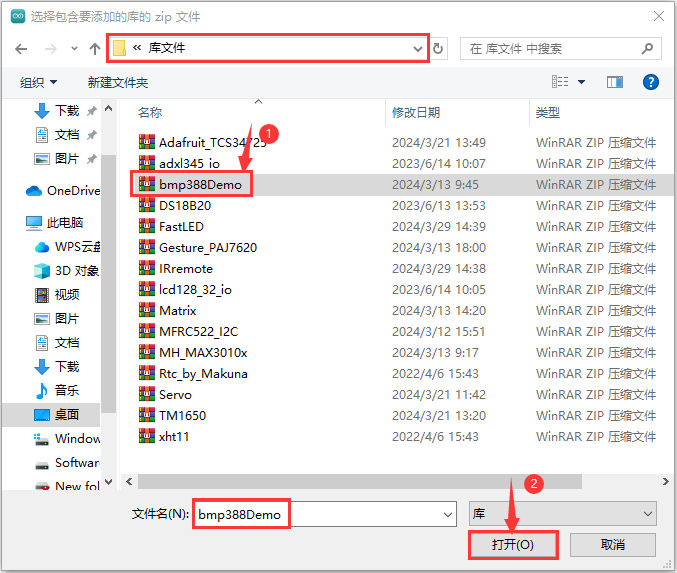 选择包含要添加的库的 zip 文件
« 库文件
在 库文件 中搜索
组织
新建文件夹
?
名称 修改日期 类型
下载
文档
图片
OneDrive
此电脑
WPS云盘
3D 对象
视频
图片
文档
下载
音乐
桌面
Window
Software
New fol
1
Adafruit_TCS34725 2024/3/21 13:49 WinRAR ZIP 压缩文件
adxl345_io 2023/6/14 10:07 WinRAR ZIP 压缩文件
bmp388Demo 2024/3/13 9:45 WinRAR ZIP 压缩文件
DS18B20 2023/6/13 13:53 WinRAR ZIP 压缩文件
FastLED 2024/3/29 14:39 WinRAR ZIP 压缩文件
Gesture_PAJ7620 2024/3/13 18:00 WinRAR ZIP 压缩文件
IRremote 2024/3/29 14:38 WinRAR ZIP 压缩文件
lcd128_32_io 2023/6/14 10:05 WinRAR ZIP 压缩文件
Matrix 2024/3/13 14:20 WinRAR ZIP 压缩文件
MFRC522_I2C 2024/3/12 15:51 WinRAR ZIP 压缩文件
MH_MAX3010x 2024/3/13 9:17 WinRAR ZIP 压缩文件
Rtc_by_Makuna 2022/4/6 15:43 WinRAR ZIP 压缩文件
Servo 2024/3/21 11:42 WinRAR ZIP 压缩文件
TM1650 2024/3/21 13:20 WinRAR ZIP 压缩文件
xht11 2022/4/6 15:43 WinRAR ZIP 压缩文件
2
文件名(N): bmp388Demo
库
打开(O)
取消